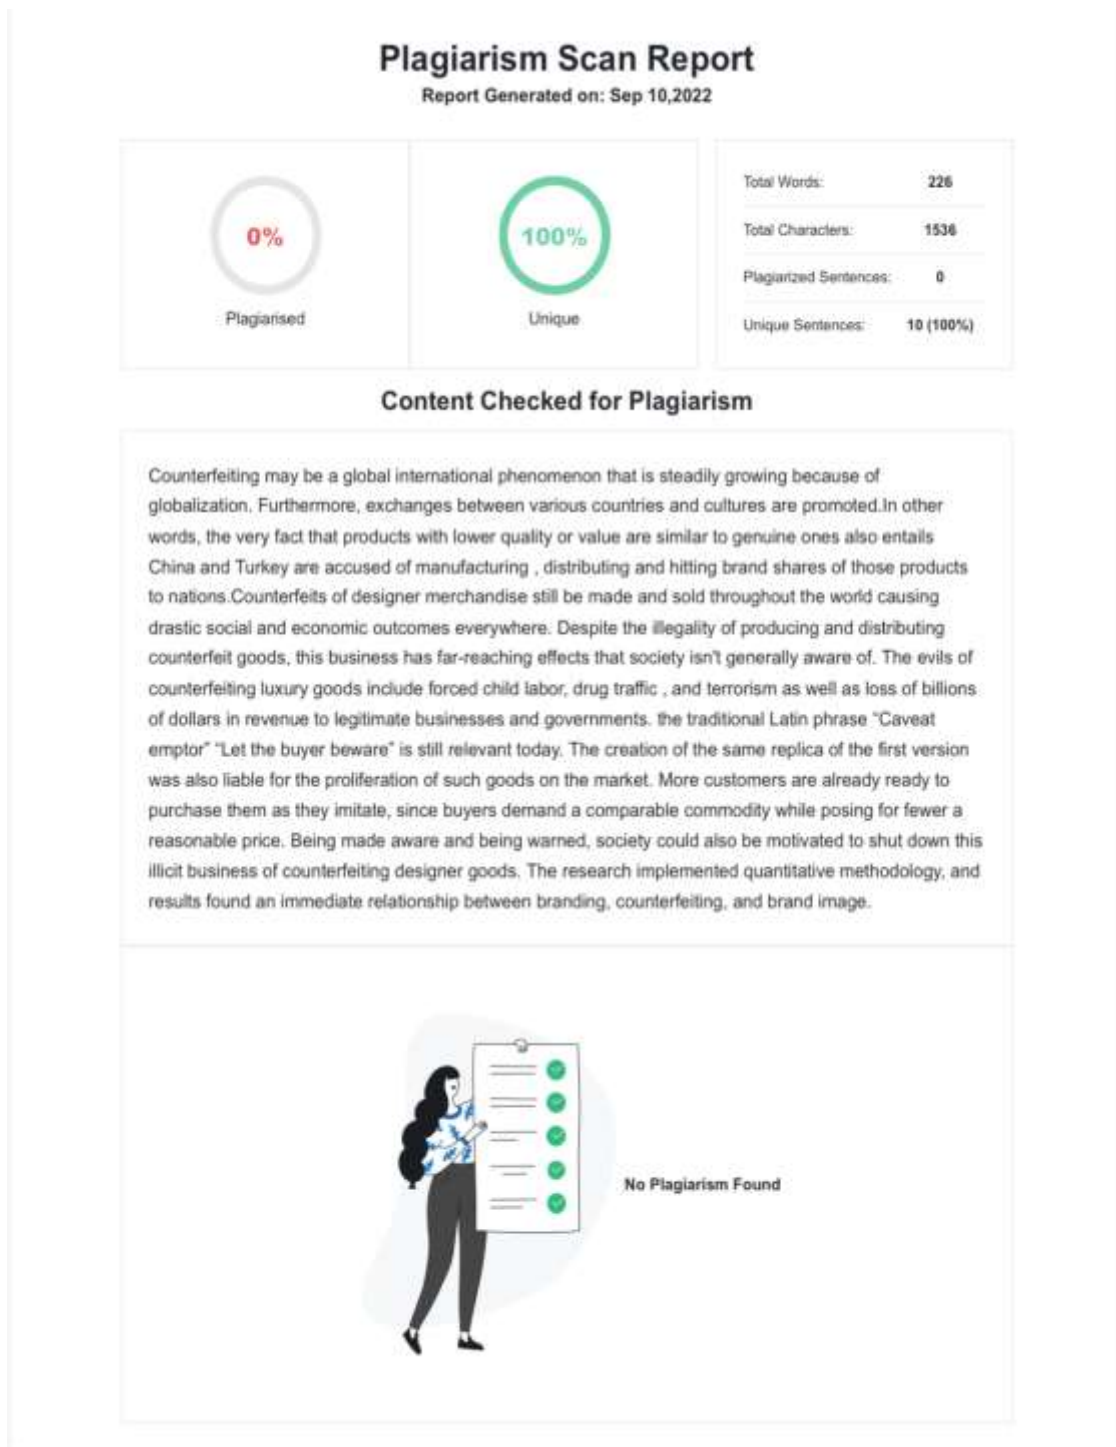 Plagiarism Scan Report
Report Generated on: Sep 10,2022
0%
Plagiarised
100%
Unique
Total Words: 226
Total Characters: 1536
Plagiarized Sentences: 0
Unique Sentences: 10 (100%)
Content Checked for Plagiarism
Counterfeiting may be a global international phenomenon that is steadily growing because of
globalization. Furthermore, exchanges between various countries and cultures are promoted.In other
words, the very fact that products with lower quality or value are similar to genuine ones also entails
China and Turkey are accused of manufacturing , distributing and hitting brand shares of those products
to nations.Counterfeits of designer merchandise still be made and sold throughout the world causing
drastic social and economic outcomes everywhere. Despite the illegality of producing and distributing
counterfeit goods, this business has far-reaching effects that society isn't generally aware of. The evils of
counterfeiting luxury goods include forced child labor, drug traffic , and terrorism as well as loss of billions
of dollars in revenue to legitimate businesses and governments. the traditional Latin phrase "Caveat
emptor" "Let the buyer beware" is still relevant today. The creation of the same replica of the first version
was also liable for the proliferation of such goods on the market. More customers are already ready to
purchase them as they imitate, since buyers demand a comparable commodity while posing for fewer a
reasonable price. Being made aware and being warned, society could also be motivated to shut down this
illicit business of counterfeiting designer goods. The research implemented quantitative methodology, and
results found an immediate relationship between branding, counterfeiting, and brand image.
No Plagiarism Found